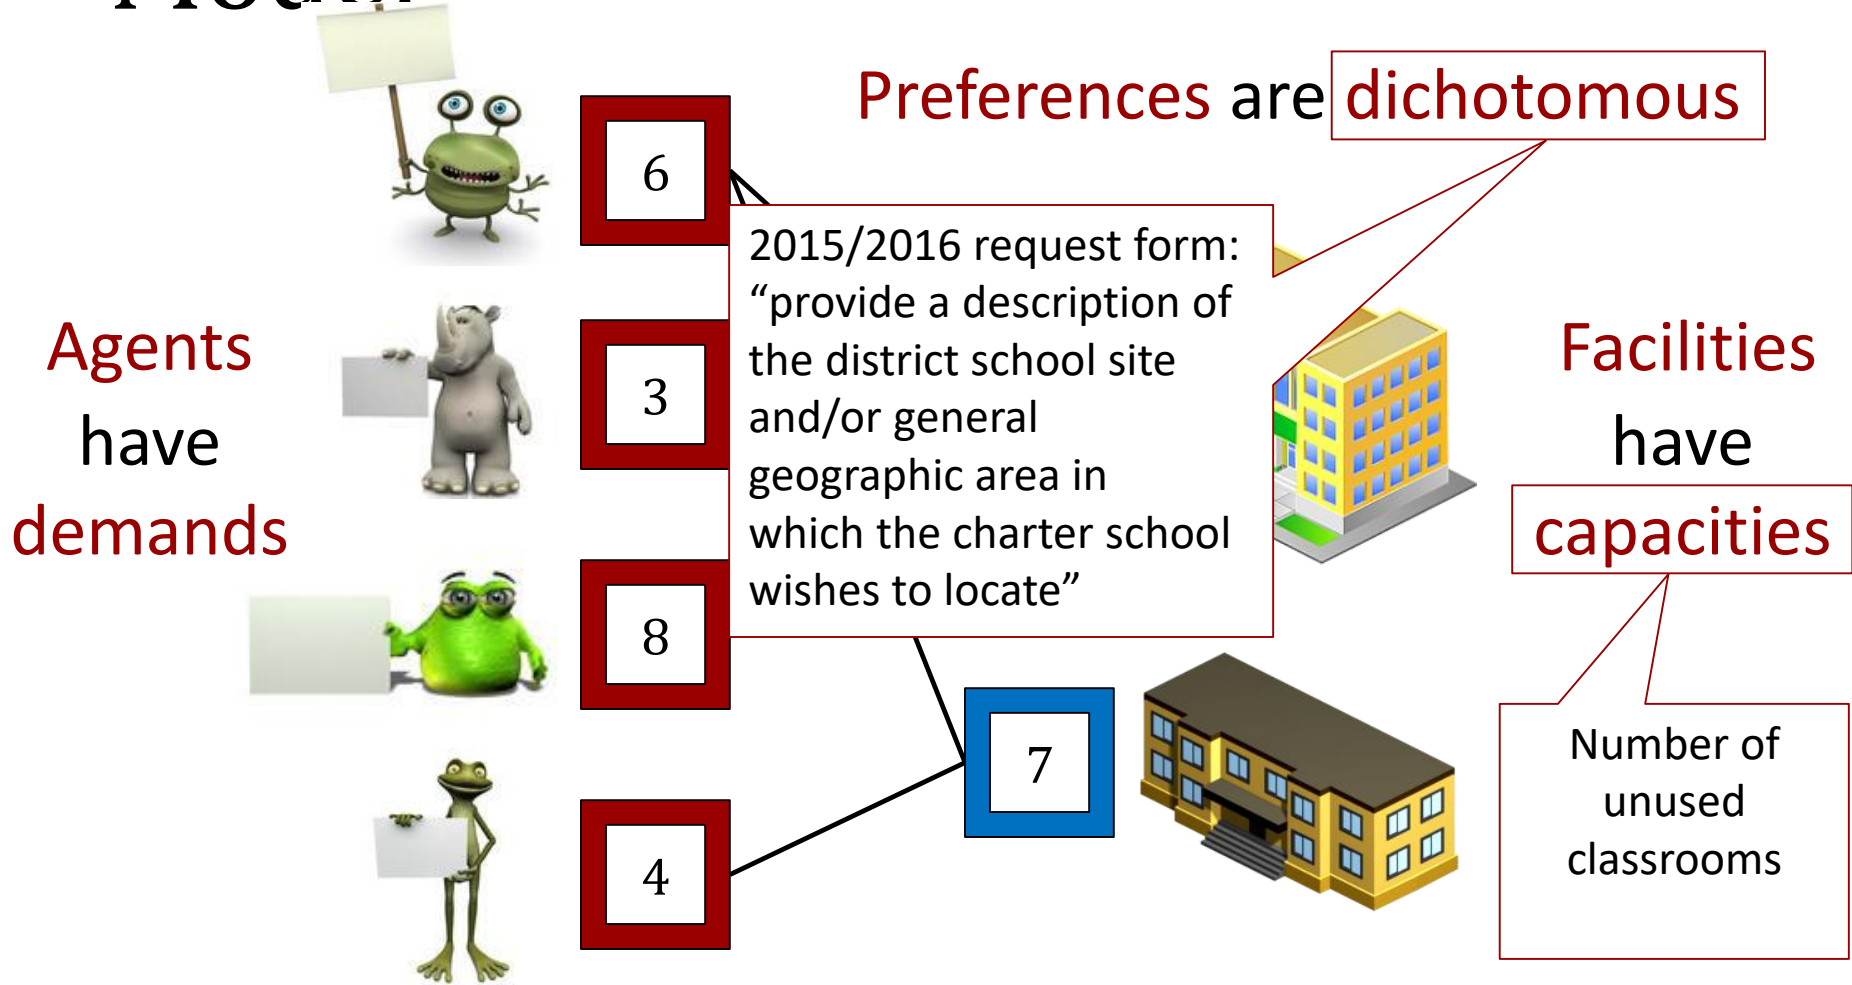 Preferences are dichotomous
6
2015/2016 request form:
“provide a description of
the district school site
and/or general
geographic area in
which the charter school
wishes to locate”
Agents
have
demands
3
8
4
7
Facilities
have
capacities
Number of
unused
classrooms